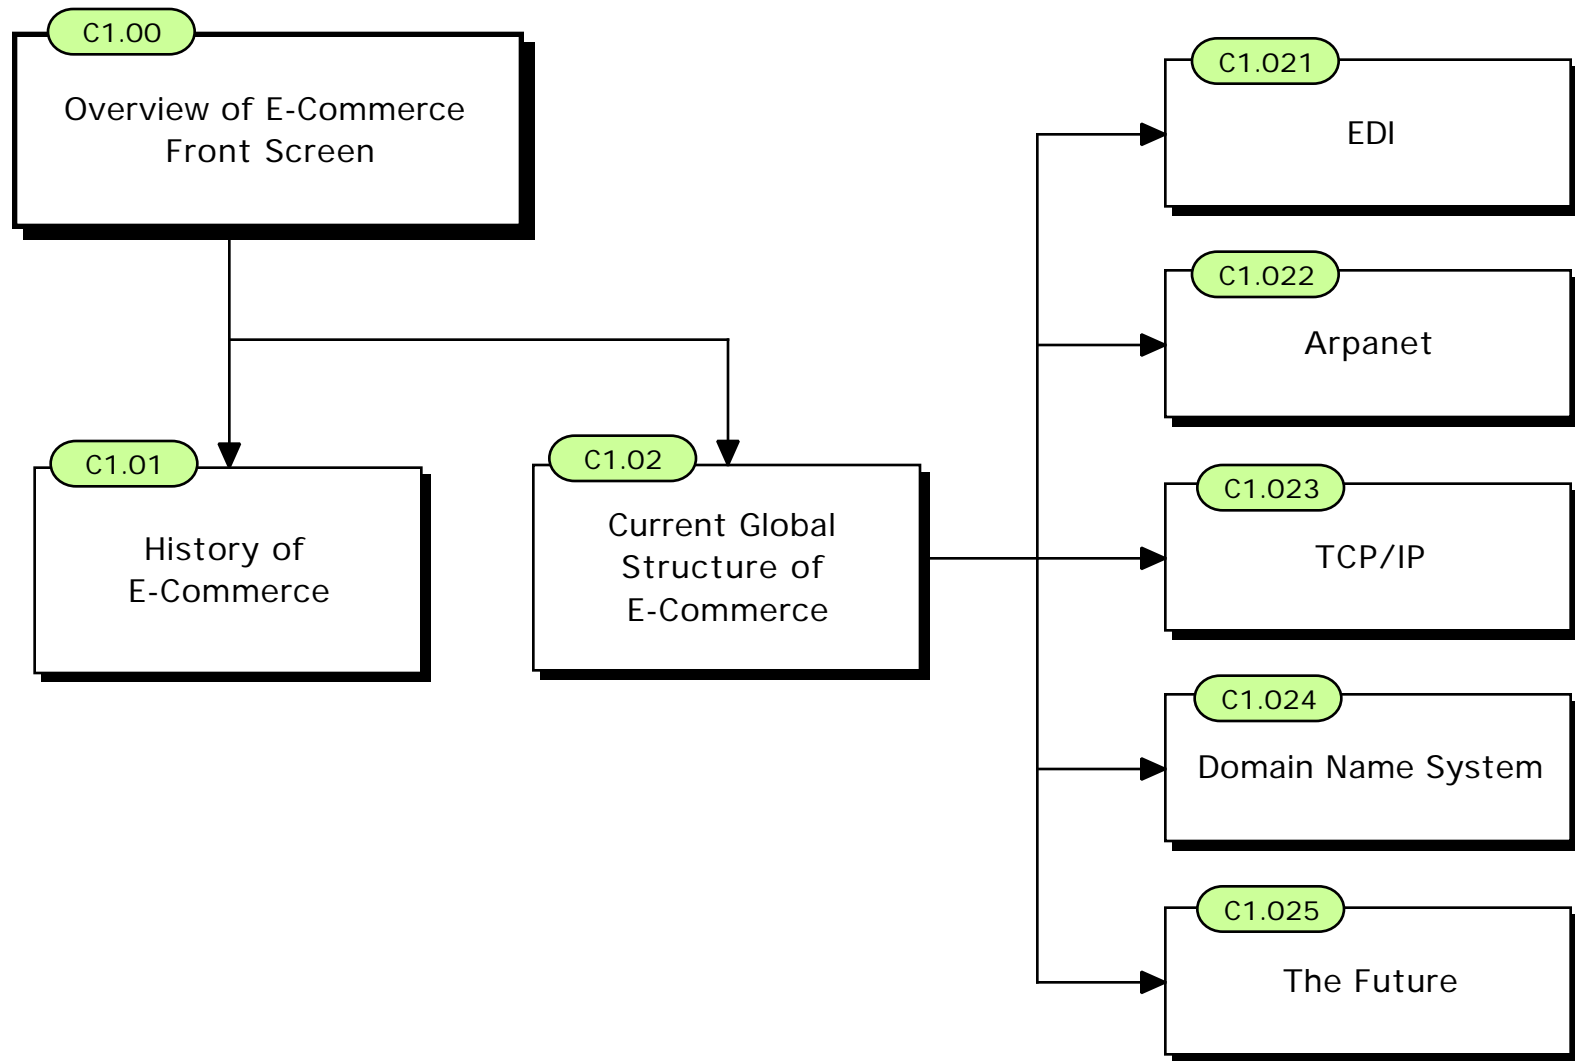 C1.00
Overview of E-Commerce
Front Screen
C1.01
History of
E-Commerce
C1.02
Current Global
Structure of
E-Commerce
C1.021
EDI
C1.022
Arpanet
C1.023
TCP/IP
C1.024
Domain Name System
C1.025
The Future